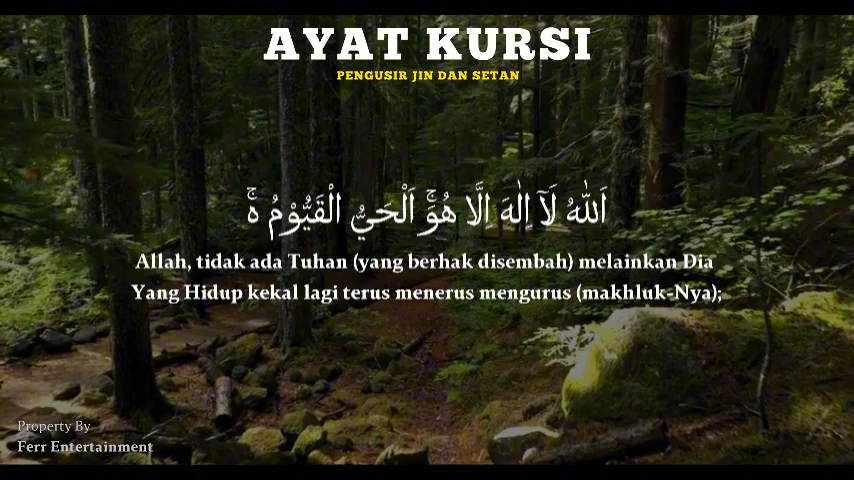 AYAT KURSI
PENGUSIR JIN DAN SETAN
اَللّٰهُ لَآ اِلٰهَ اِلَّا هُوَۚ اَلْحَيُّ الْقَيُّوْمُ ەۚ
Allah, tidak ada Tuhan (yang berhak disembah) melainkan Dia
Yang Hidup kekal lagi terus menerus mengurus (makhluk-Nya);
Property By
Ferr Entertainment